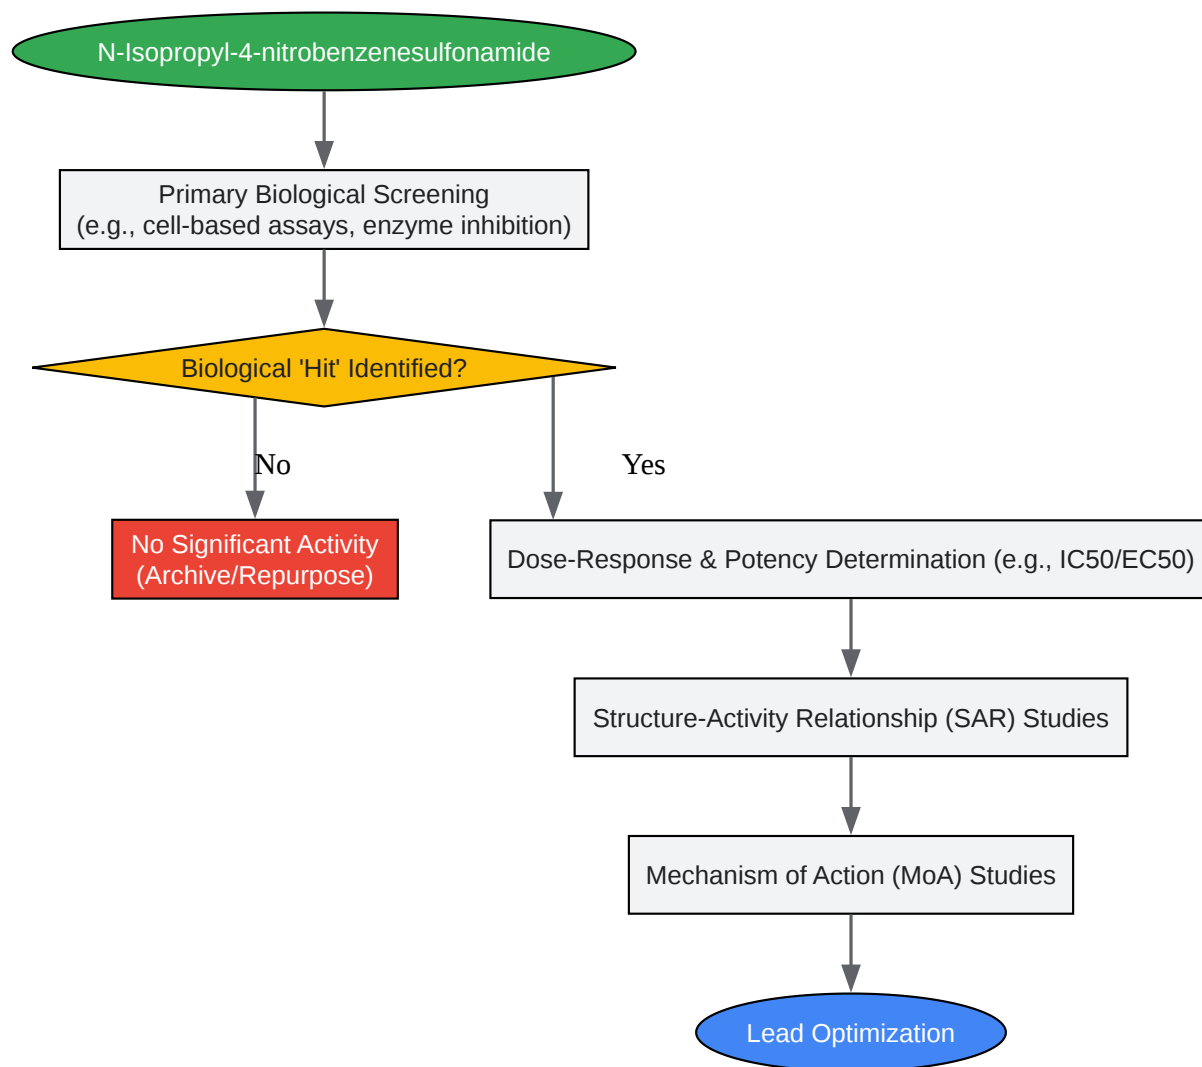 N-Isopropyl-4-nitrobenzenesulfonamide
Primary Biological Screening
(e.g., cell-based assays, enzyme inhibition)
Biological 'Hit' Identified?
No
Yes
No Significant Activity
(Archive/Repurpose)
Dose-Response & Potency Determination (e.g., IC50/EC50)
Structure-Activity Relationship (SAR) Studies
Mechanism of Action (MoA) Studies
Lead Optimization